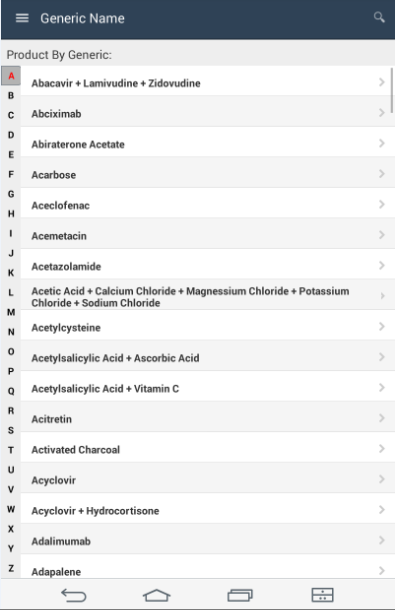 Generic Name
Product By Generic:
A
B
C
D
E
F
G
H
I
J
K
L
M
N
O
P
Q
R
S
T
U
V
W
X
Y
Z
Abacavir + Lamivudine + Zidovudine
Abciximab
Abiraterone Acetate
Acarbose
Aceclofenac
Acemetacin
Acetazolamide
Acetic Acid + Calcium Chloride + Magnessium Chloride + Potassium
Chloride + Sodium Chloride
Acetylcysteine
Acetylsalicylic Acid + Ascorbic Acid
Acetylsalicylic Acid + Vitamin C
Acitretin
Activated Charcoal
Acyclovir
Acyclovir + Hydrocortisone
Adalimumab
Adapalene